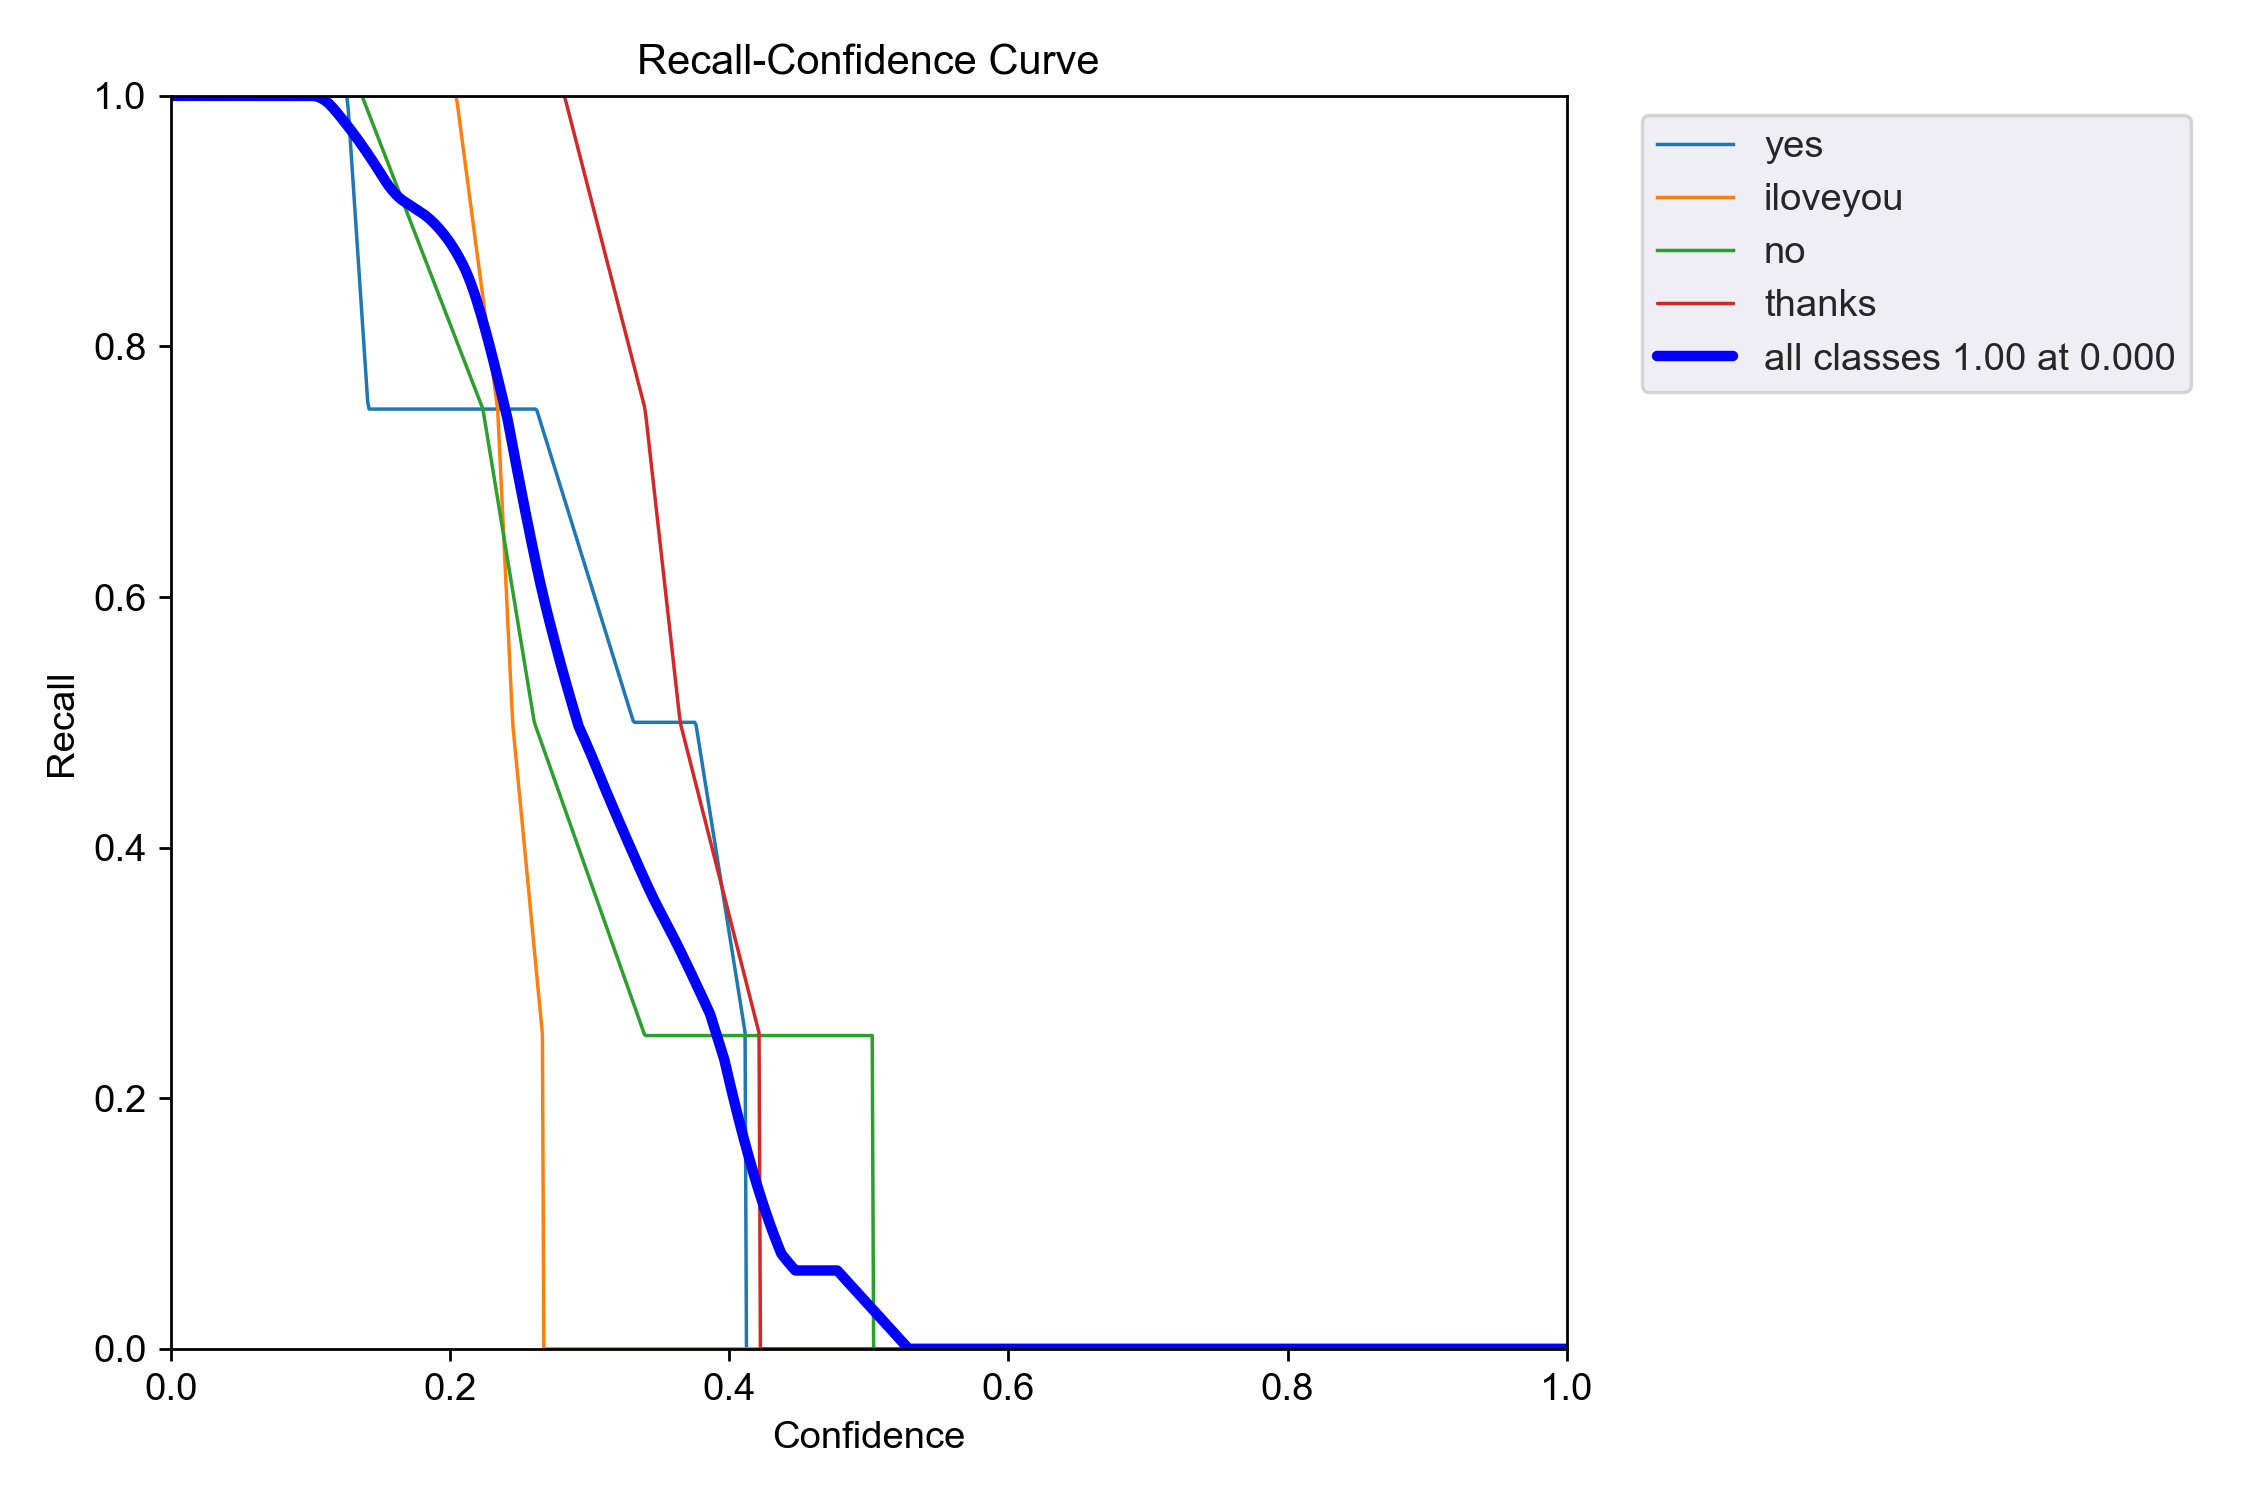 Recall-Confidence Curve
1.0
0.8
0.6
0.4
0.2
0.0
Recall
0.0 0.2 0.4 0.6 0.8 1.0
Confidence
yes
iloveyou
no
thanks
all classes 1.00 at 0.000